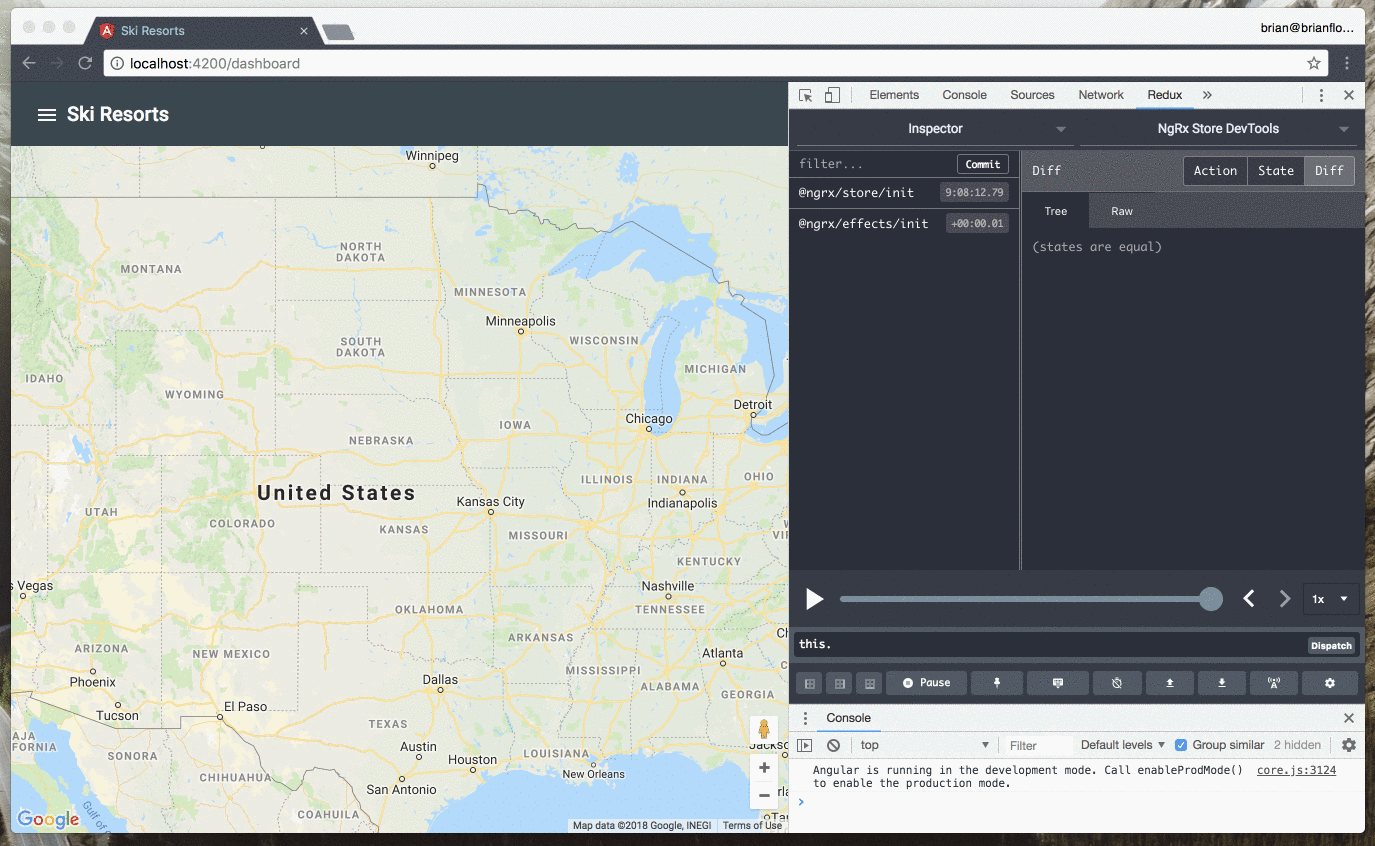 Ski Resorts
brian@brianflo...
localhost:4200/dashboard
Ski Resorts
Winnipeg
NORTH
DAKOTA
MONTANA
MINNESOTA
Minneapolis
SOUTH
DAKOTA
WISCONSIN
MICHIGAN
IDAHO
WYOMING
Detroit
Chicago
IOWA
NEBRASKA
ILLINOIS
INDIANA
OHIO
United States
Kansas City
Indianapolis
UTAH
COLORADO
KANSAS
MISSOURI
KENTUCKY
s Vegas
Nashville
OKLAHOMA
TENNESSEE
ARKANSAS
ARIZONA
NEW MEXICO
Atlanta
MISSISSIPPI
Phoenix
Dallas
ALABAMA
GEORGIA
Tucson
El Paso
TEXAS
AJA
FORNIA
SONORA
Austin
Houston
LOUISIANA
Jackso
New Orleans
CHIHUAHUA
San Antonio
COAHUILA
Gulf of
Google
Map data ©2018 Google, INEGI
Terms of Use
Elements
Console
Sources
Network
Redux
Inspector
NgRx Store DevTools
filter...
Commit
Diff
Action
State
Diff
@ngrx/store/init
9:08:12.79
Tree
Raw
@ngrx/effects/init
+00:00.01
(states are equal)
1x
this.
Dispatch
Pause
Console
top
Filter
Default levels
Group similar
2 hidden
Angular is running in the development mode. Call enableProdMode()
core.js:3124
to enable the production mode.